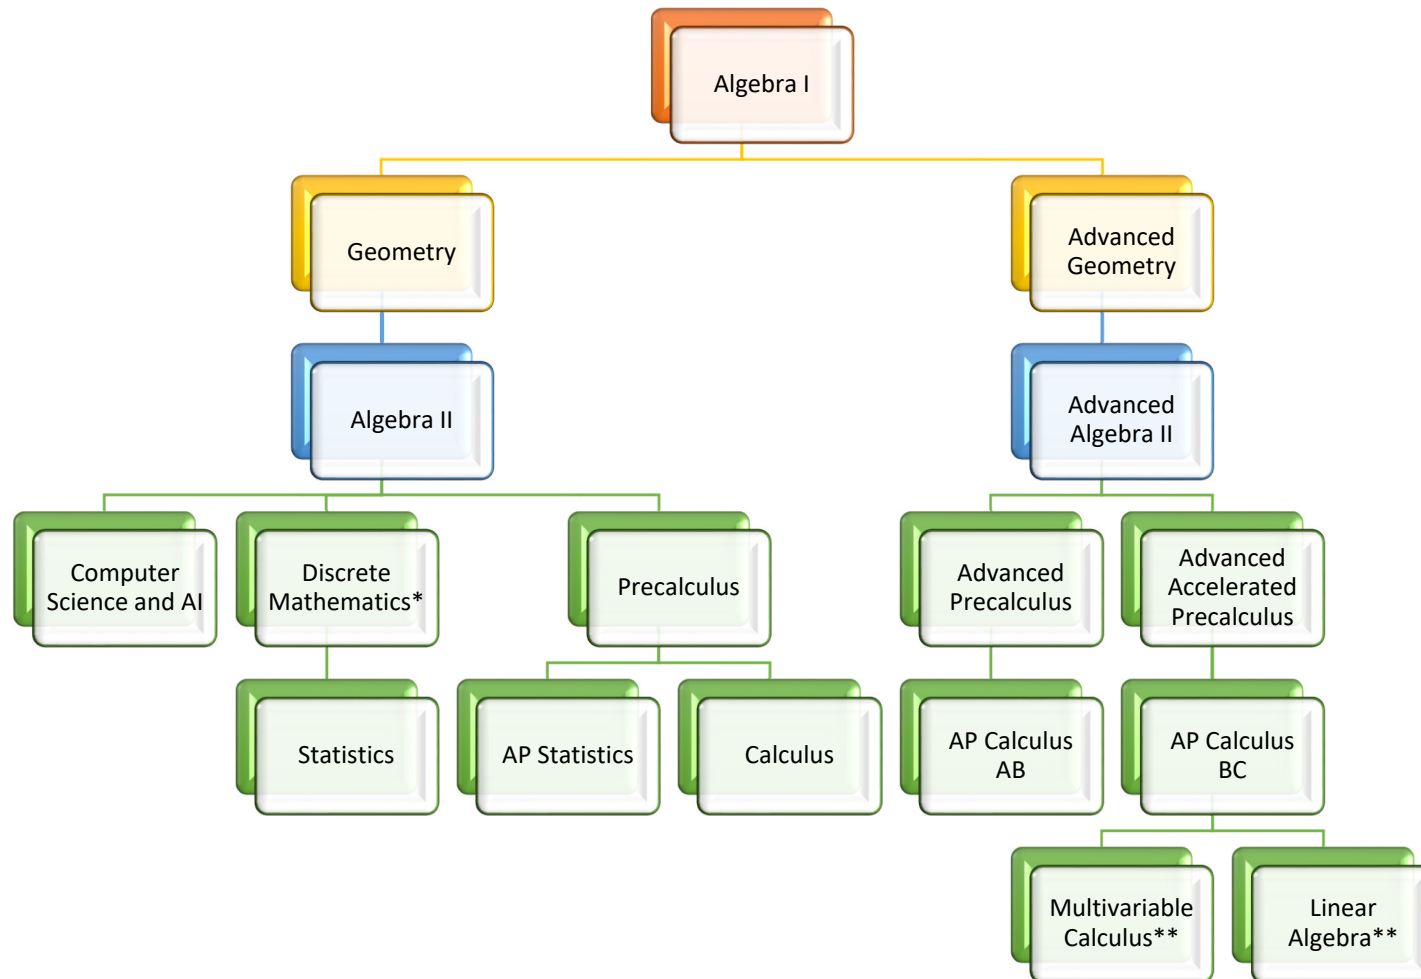 Algebra I
Geometry
Advanced
Geometry
Algebra II
Advanced
Algebra II
Computer
Science and AI
Discrete
Mathematics*
Precalculus
Advanced
Precalculus
Advanced
Accelerated
Precalculus
Statistics
AP Statistics
Calculus
AP Calculus
AB
AP Calculus
BC
Multivariable
Calculus**
Linear
Algebra**